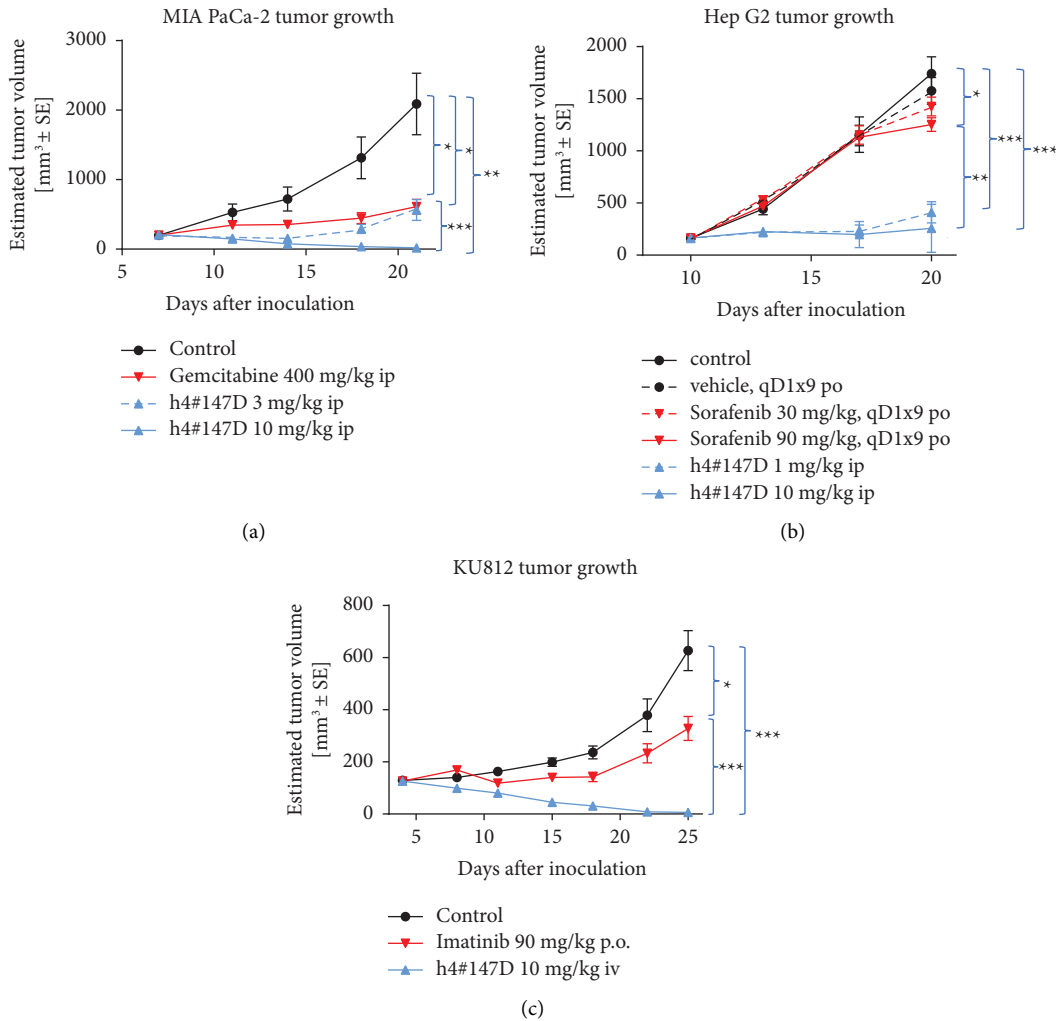 MIA PaCa-2 tumor growth
Estimated tumor volume
[mm³ ± SE]
3000
2000
1000
0
5
10
15
20
Days after inoculation
*
*
**
***
Control
Gemcitabine 400 mg/kg ip
h4#147D 3 mg/kg ip
h4#147D 10 mg/kg ip
(a)
Hep G2 tumor growth
Estimated tumor volume
[mm³ ± SE]
2000
1500
1000
500
0
10
15
20
Days after inoculation
*
**
***
***
control
vehicle, qD1x9 po
Sorafenib 30 mg/kg, qD1x9 po
Sorafenib 90 mg/kg, qD1x9 po
h4#147D 1 mg/kg ip
h4#147D 10 mg/kg ip
(b)
KU812 tumor growth
Estimated tumor volume
[mm³ ± SE]
800
600
400
200
0
5
10
15
20
25
Days after inoculation
*
***
***
Control
Imatinib 90 mg/kg p.o.
h4#147D 10 mg/kg iv
(c)